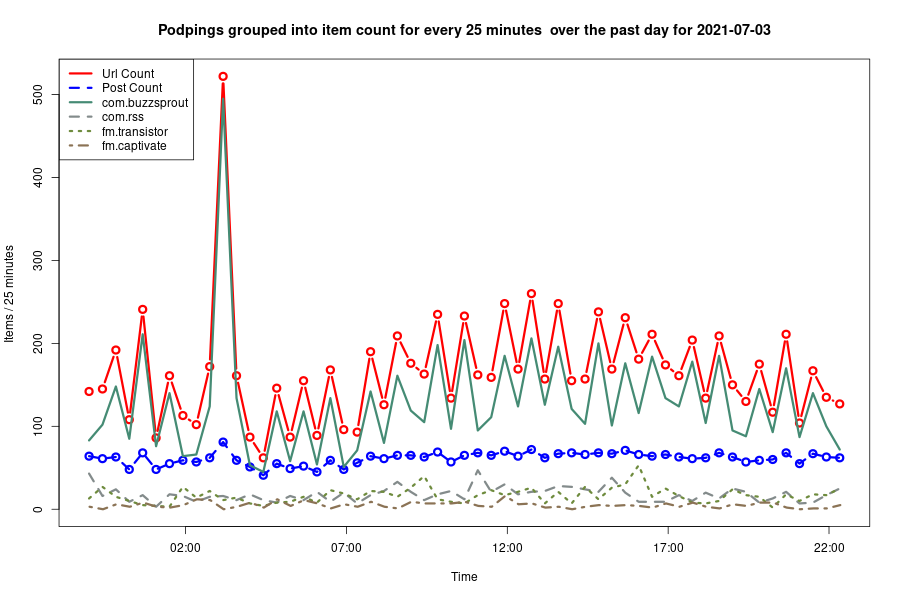 Podpings grouped into item count for every 25 minutes  over the past day for 2021-07-03
Url Count
Post Count
com.buzzsprout
com.rss
fm.transistor
fm.captivate
Items / 25 minutes
500
400
300
200
100
0
02:00 07:00 12:00 17:00 22:00
Time